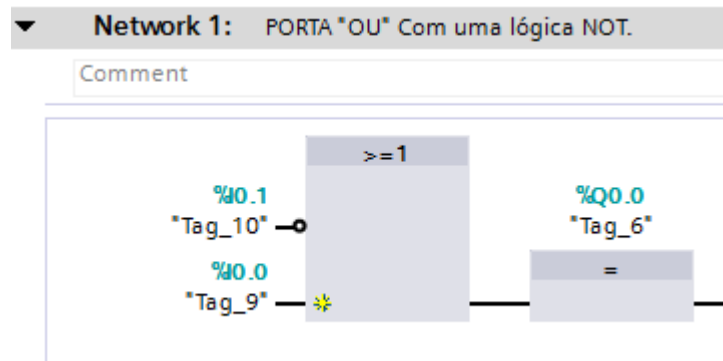 Network 1: PORTA "OU" Com uma lógica NOT.
Comment
>=1
%I0.1
"Tag_10"
%I0.0
"Tag_9"
%Q0.0
"Tag_6"
=